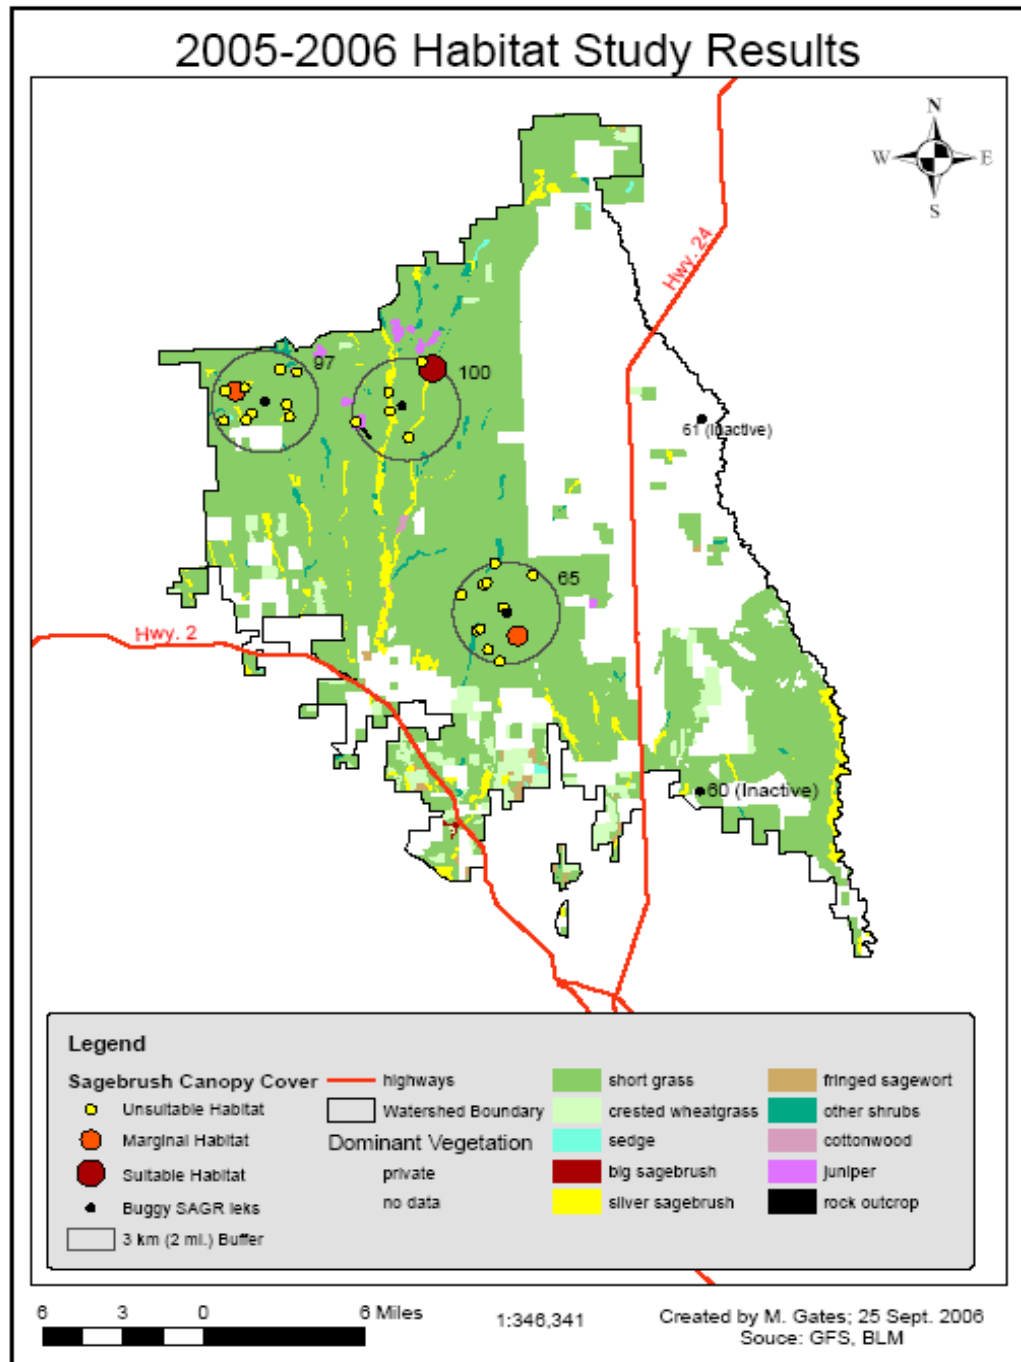 2005-2006 Habitat Study Results
N
W
E
S
Hwy. 24
97
100
61 (Inactive)
65
Hwy. 2
60 (Inactive)
Legend
Sagebrush Canopy Cover
Unsuitable Habitat
Marginal Habitat
Suitable Habitat
Buggy SAGR leks
3 km (2 mi.) Buffer
highways
Watershed Boundary
Dominant Vegetation
private
no data
short grass
crested wheatgrass
sedge
big sagebrush
silver sagebrush
fringed sagewort
other shrubs
cottonwood
juniper
rock outcrop
6 3 0 6 Miles
1:346,341
Created by M. Gates; 25 Sept. 2006
Souce: GFS, BLM